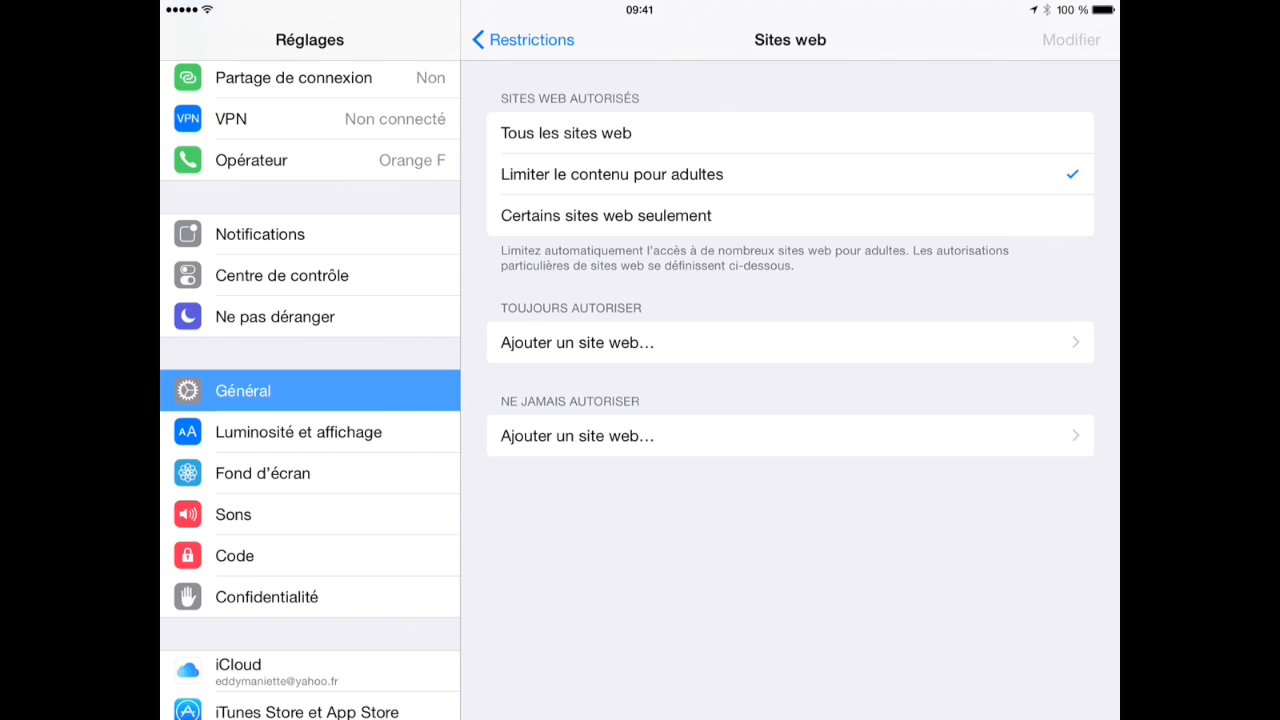 09:41
100 %
Réglages
Partage de connexion Non
VPN VPN Non connecté
Opérateur Orange F
Notifications
Centre de contrôle
Ne pas déranger
Général
AA Luminosité et affichage
Fond d’écran
Sons
Code
Confidentialité
iCloud
eddymaniette@yahoo.fr
iTunes Store et App Store
Restrictions Sites web Modifier
SITES WEB AUTORISÉS
Tous les sites web
Limiter le contenu pour adultes
Certains sites web seulement
Limitez automatiquement l’accès à de nombreux sites web pour adultes. Les autorisations
particulières de sites web se définissent ci-dessous.
TOUJOURS AUTORISER
Ajouter un site web…
NE JAMAIS AUTORISER
Ajouter un site web…